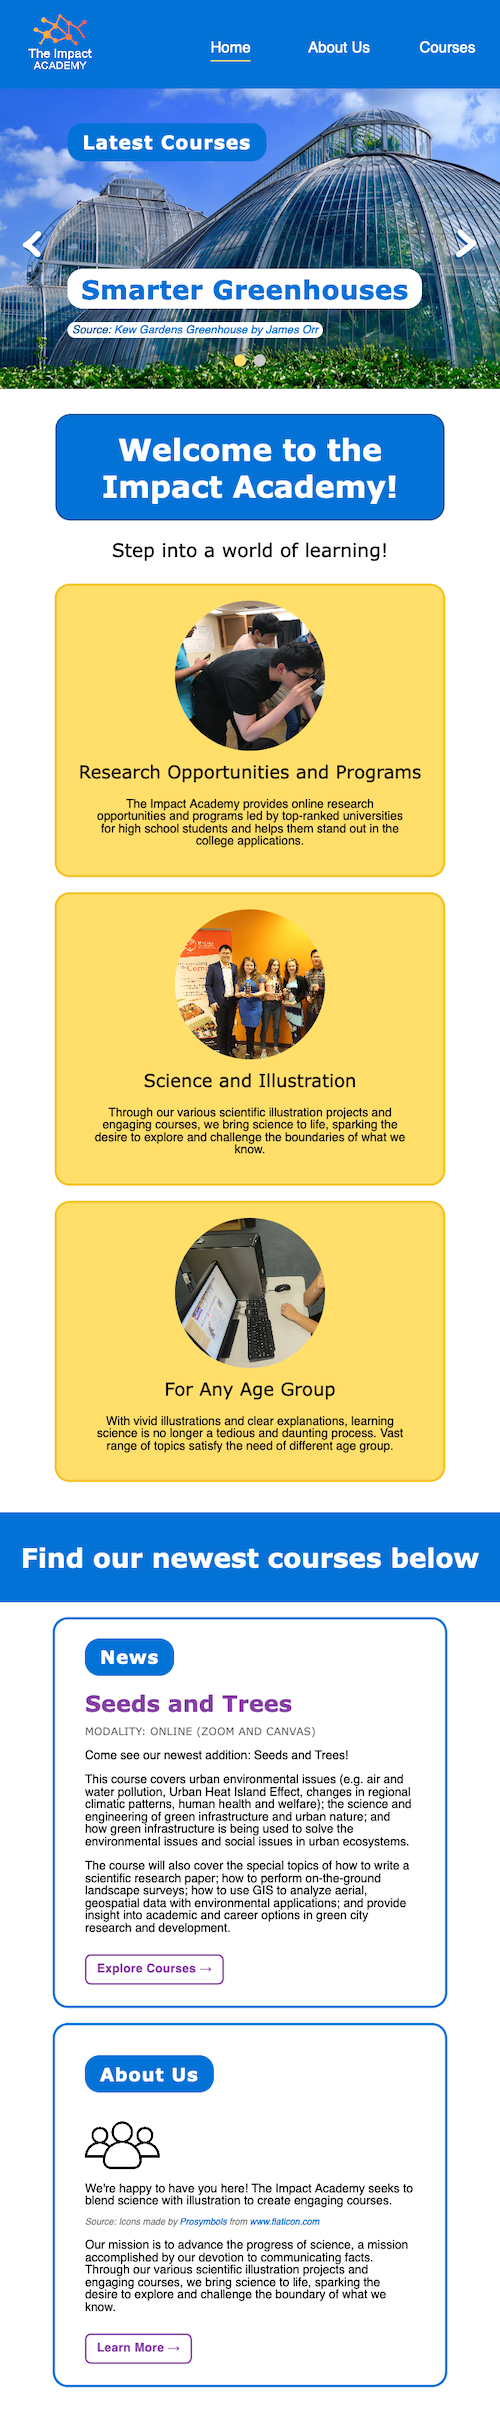 The Impact
ACADEMY
Home
About Us
Courses
Latest Courses
Smarter Greenhouses
Source: Kew Gardens Greenhouse by James Orr
Welcome to the
Impact Academy!
Step into a world of learning!
Research Opportunities and Programs
The Impact Academy provides online research
opportunities and programs led by top-ranked universities
for high school students and helps them stand out in the
college applications.
Science and Illustration
Through our various scientific illustration projects and
engaging courses, we bring science to life, sparking the
desire to explore and challenge the boundaries of what we
know.
For Any Age Group
With vivid illustrations and clear explanations, learning
science is no longer a tedious and daunting process. Vast
range of topics satisfy the need of different age group.
Find our newest courses below
News
Seeds and Trees
MODALITY: ONLINE (ZOOM AND CANVAS)
Come see our newest addition: Seeds and Trees!
This course covers urban environmental issues (e.g. air and
water pollution, Urban Heat Island Effect, changes in regional
climatic patterns, human health and welfare); the science and
engineering of green infrastructure and urban nature; and
how green infrastructure is being used to solve the
environmental issues and social issues in urban ecosystems.
The course will also cover the special topics of how to write a
scientific research paper; how to perform on-the-ground
landscape surveys; how to use GIS to analyze aerial,
geospatial data with environmental applications; and provide
insight into academic and career options in green city
research and development.
Explore Courses →
About Us
We're happy to have you here! The Impact Academy seeks to
blend science with illustration to create engaging courses.
Source: Icons made by Prosymbols from www.flaticon.com
Our mission is to advance the progress of science, a mission
accomplished by our devotion to communicating facts.
Through our various scientific illustration projects and
engaging courses, we bring science to life, sparking the
desire to explore and challenge the boundary of what we
know.
Learn More →